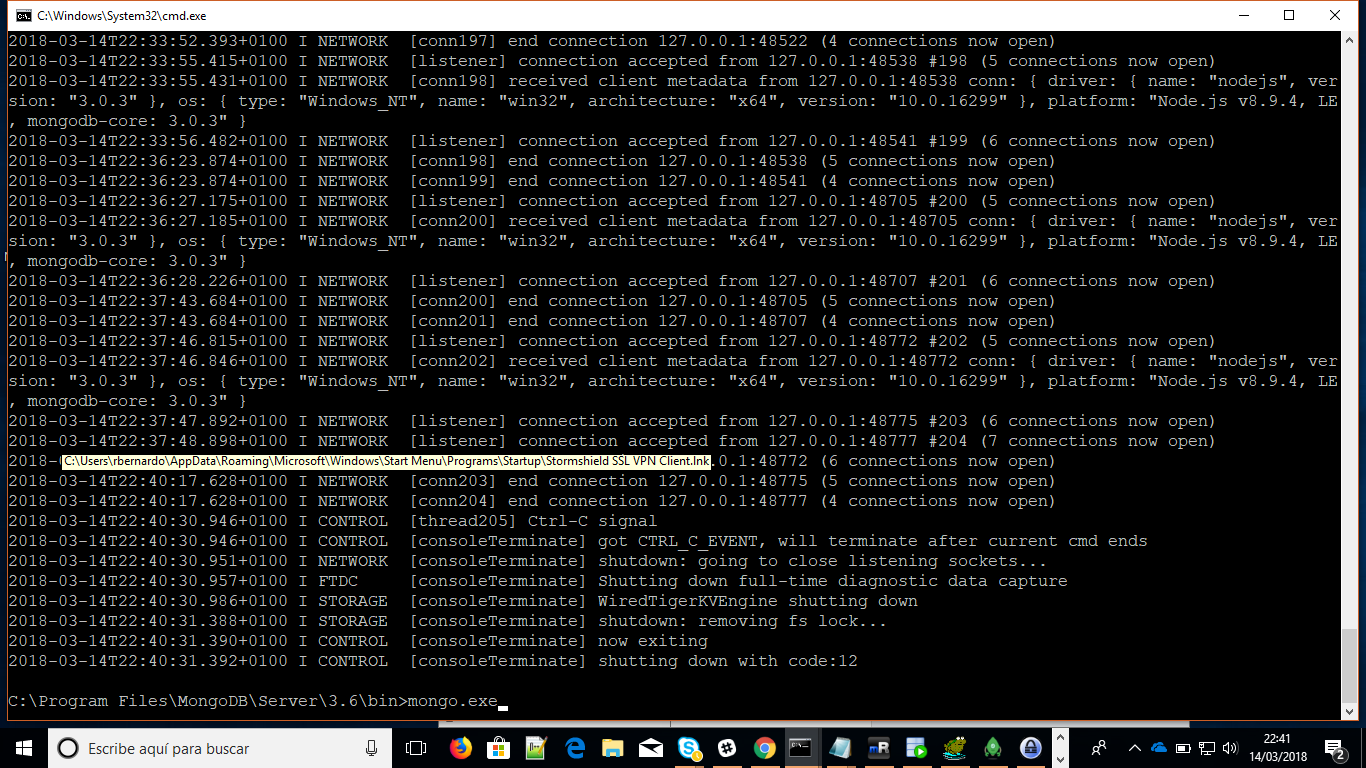 C:\Windows\System32\cmd.exe
2018-03-14T22:33:52.393+0100 I NETWORK  [conn197] end connection 127.0.0.1:48522 (4 connections now open)
2018-03-14T22:33:55.415+0100 I NETWORK  [listener] connection accepted from 127.0.0.1:48538 #198 (5 connections now open)
2018-03-14T22:33:55.431+0100 I NETWORK  [conn198] received client metadata from 127.0.0.1:48538 conn: { driver: { name: "nodejs", ver
sion: "3.0.3" }, os: { type: "Windows_NT", name: "win32", architecture: "x64", version: "10.0.16299" }, platform: "Node.js v8.9.4, LE
, mongodb-core: 3.0.3" }
2018-03-14T22:33:56.482+0100 I NETWORK  [listener] connection accepted from 127.0.0.1:48541 #199 (6 connections now open)
2018-03-14T22:36:23.874+0100 I NETWORK  [conn198] end connection 127.0.0.1:48538 (5 connections now open)
2018-03-14T22:36:23.874+0100 I NETWORK  [conn199] end connection 127.0.0.1:48541 (4 connections now open)
2018-03-14T22:36:27.175+0100 I NETWORK  [listener] connection accepted from 127.0.0.1:48705 #200 (5 connections now open)
2018-03-14T22:36:27.185+0100 I NETWORK  [conn200] received client metadata from 127.0.0.1:48705 conn: { driver: { name: "nodejs", ver
sion: "3.0.3" }, os: { type: "Windows_NT", name: "win32", architecture: "x64", version: "10.0.16299" }, platform: "Node.js v8.9.4, LE
, mongodb-core: 3.0.3" }
2018-03-14T22:36:28.226+0100 I NETWORK  [listener] connection accepted from 127.0.0.1:48707 #201 (6 connections now open)
2018-03-14T22:37:43.684+0100 I NETWORK  [conn200] end connection 127.0.0.1:48705 (5 connections now open)
2018-03-14T22:37:43.684+0100 I NETWORK  [conn201] end connection 127.0.0.1:48707 (4 connections now open)
2018-03-14T22:37:46.815+0100 I NETWORK  [listener] connection accepted from 127.0.0.1:48772 #202 (5 connections now open)
2018-03-14T22:37:46.846+0100 I NETWORK  [conn202] received client metadata from 127.0.0.1:48772 conn: { driver: { name: "nodejs", ver
sion: "3.0.3" }, os: { type: "Windows_NT", name: "win32", architecture: "x64", version: "10.0.16299" }, platform: "Node.js v8.9.4, LE
, mongodb-core: 3.0.3" }
2018-03-14T22:37:47.892+0100 I NETWORK  [listener] connection accepted from 127.0.0.1:48775 #203 (6 connections now open)
2018-03-14T22:37:48.898+0100 I NETWORK  [listener] connection accepted from 127.0.0.1:48777 #204 (7 connections now open)
2018- C:\Users\rbernardo\AppData\Roaming\Microsoft\Windows\Start Menu\Programs\Startup\Stormshield SSL VPN Client.lnk .0.1:48772 (6 connections now open)
2018-03-14T22:40:17.628+0100 I NETWORK  [conn203] end connection 127.0.0.1:48775 (5 connections now open)
2018-03-14T22:40:17.628+0100 I NETWORK  [conn204] end connection 127.0.0.1:48777 (4 connections now open)
2018-03-14T22:40:30.946+0100 I CONTROL  [thread205] Ctrl-C signal
2018-03-14T22:40:30.946+0100 I CONTROL  [consoleTerminate] got CTRL_C_EVENT, will terminate after current cmd ends
2018-03-14T22:40:30.951+0100 I NETWORK  [consoleTerminate] shutdown: going to close listening sockets...
2018-03-14T22:40:30.957+0100 I FTDC     [consoleTerminate] Shutting down full-time diagnostic data capture
2018-03-14T22:40:30.986+0100 I STORAGE  [consoleTerminate] WiredTigerKVEngine shutting down
2018-03-14T22:40:31.388+0100 I STORAGE  [consoleTerminate] shutdown: removing fs lock...
2018-03-14T22:40:31.390+0100 I CONTROL  [consoleTerminate] now exiting
2018-03-14T22:40:31.392+0100 I CONTROL  [consoleTerminate] shutting down with code:12
C:\Program Files\MongoDB\Server\3.6\bin>mongo.exe
Escribe aquí para buscar
22:41
14/03/2018
2